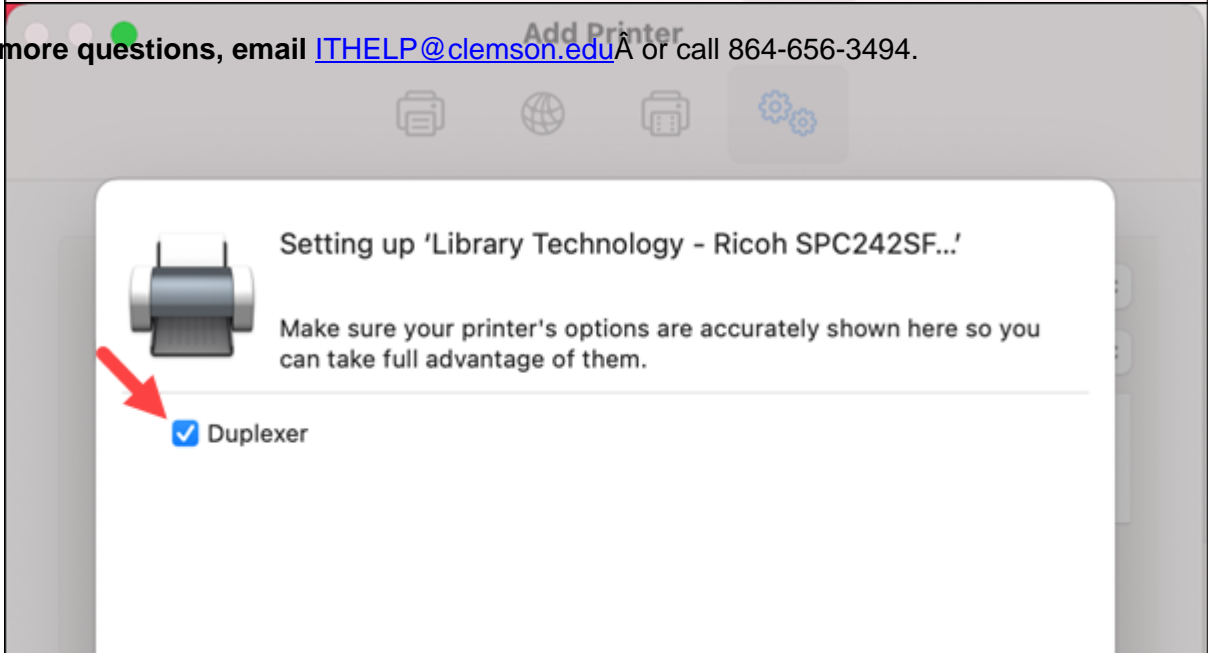 Add Printer
more questions, email ITHELP@clemson.eduÂ or call 864-656-3494.
Setting up ‘Library Technology - Ricoh SPC242SF...’
Make sure your printer's options are accurately shown here so you
can take full advantage of them.
Duplexer